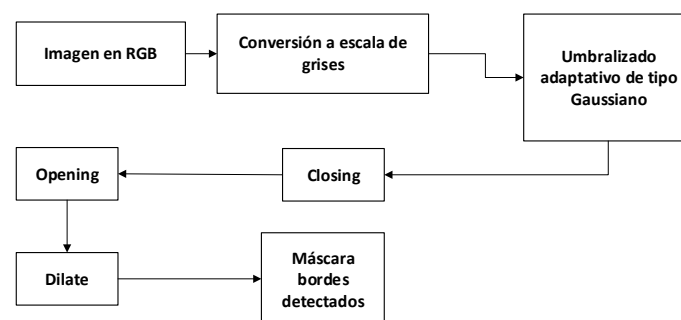 Imagen en RGB
Conversión a escala de
grises
Umbralizado
adaptativo de tipo
Gaussiano
Closing
Opening
Dilate
Máscara
bordes
detectados